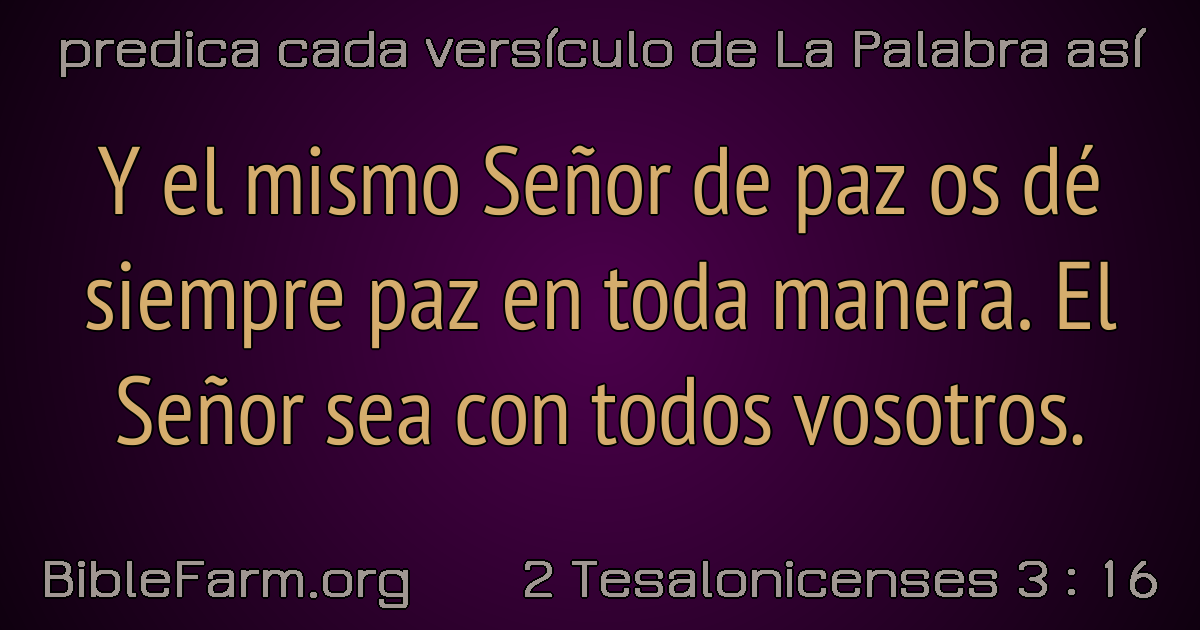 predica cada versículo de La Palabra así
Y el mismo Señor de paz os dé
siempre paz en toda manera. El
Señor sea con todos vosotros.
BibleFarm.org 2 Tesalonicenses 3 : 16